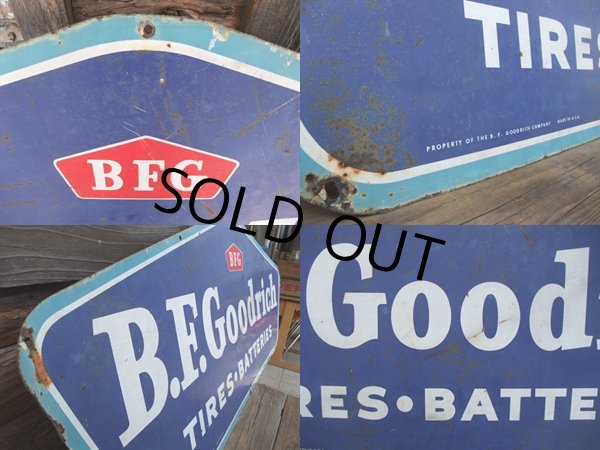 BFG
TIRES
PROPERTY OF THE B. F. GOODRICH COMPANY MADE IN U.S.A.
SOLD OUT
BFG
B.F.Goodrich
TIRES•BATTERIES
Good
RES•BATTE